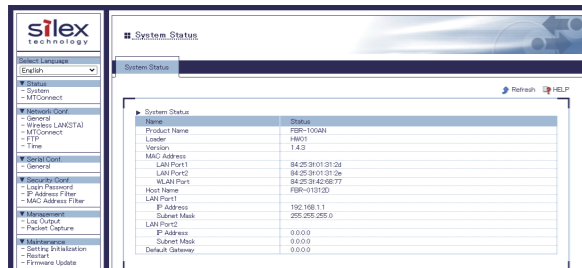 silex
technology
Select Language
English
▼ Status
- System
- MTConnect
▼ Network Conf.
- General
- Wireless LAN(STA)
- MTConnect
- FTP
- Time
▼ Serial Conf.
- General
▼ Security Conf.
- Login Password
- IP Address Filter
- MAC Address Filter
▼ Management
- Log Output
- Packet Capture
▼ Maintenance
- Setting Initialization
- Restart
- Firmware Update
System Status
System Status
Refresh HELP
▶ System Status
Name Status
Product Name FBR-100AN
Loader HW01
Version 1.4.3
MAC Address
LAN Port1 84:25:3f:01:31:2d
LAN Port2 84:25:3f:01:31:2e
WLAN Port 84:25:3f:42:68:77
Host Name FBR-01312D
LAN Port1
IP Address 192.168.1.1
Subnet Mask 255.255.255.0
LAN Port2
IP Address 0.0.0.0
Subnet Mask 0.0.0.0
Default Gateway 0.0.0.0